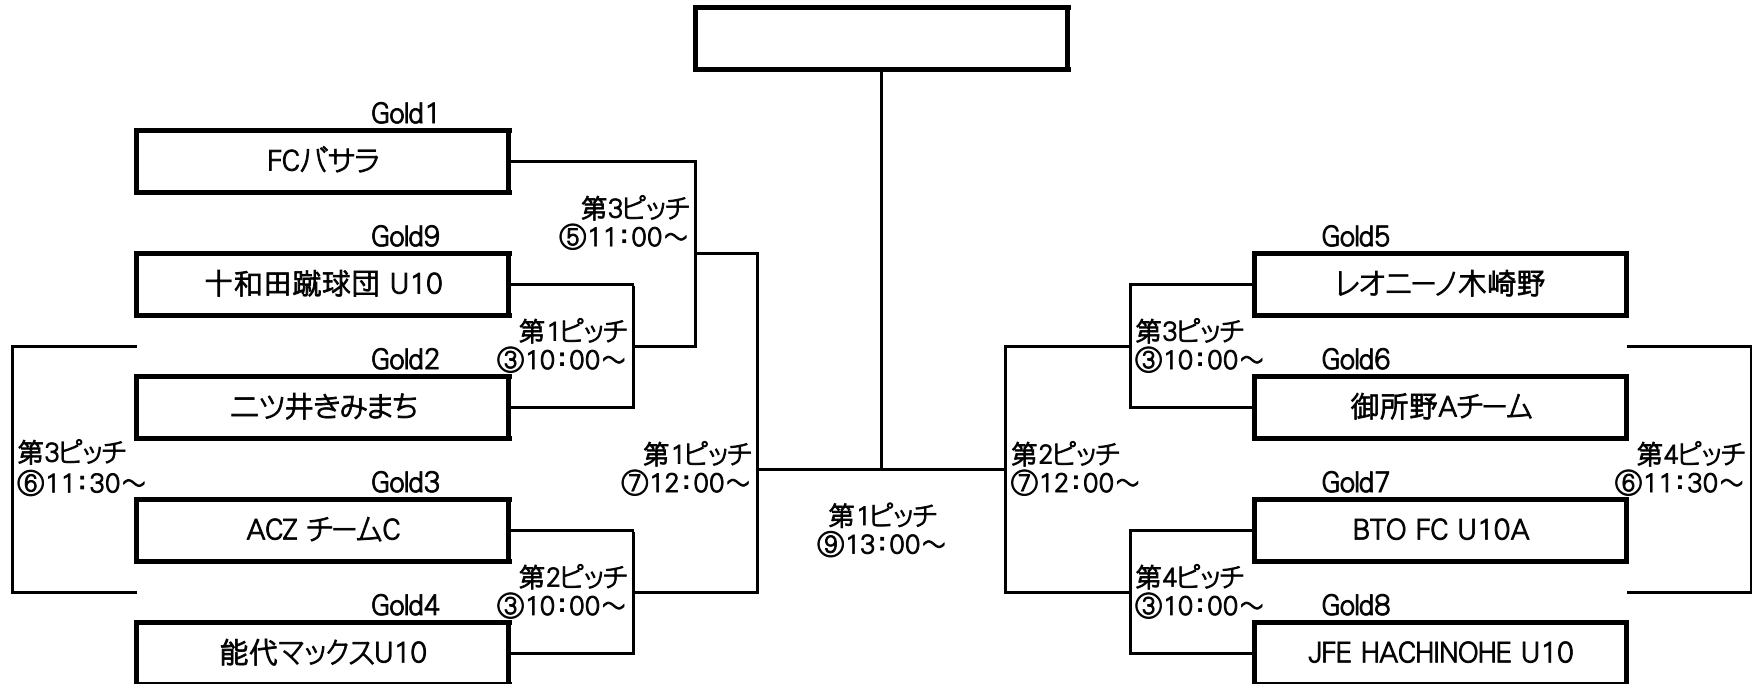 Gold1
FCバサラ
第3ピッチ
⑤11：00～
Gold9
十和田蹴球団 U10
第1ピッチ
③10：00～
Gold2
二ツ井きみまち
第3ピッチ
⑥11：30～
第1ピッチ
⑦12：00～
Gold3
ACZ チームC
第2ピッチ
③10：00～
Gold4
能代マックスU10
第1ピッチ
⑨13：00～
Gold5
レオニーノ木崎野
第3ピッチ
③10：00～
Gold6
御所野Aチーム
第2ピッチ
⑦12：00～
第4ピッチ
⑥11：30～
Gold7
BTO FC U10A
第4ピッチ
③10：00～
Gold8
JFE HACHINOHE U10